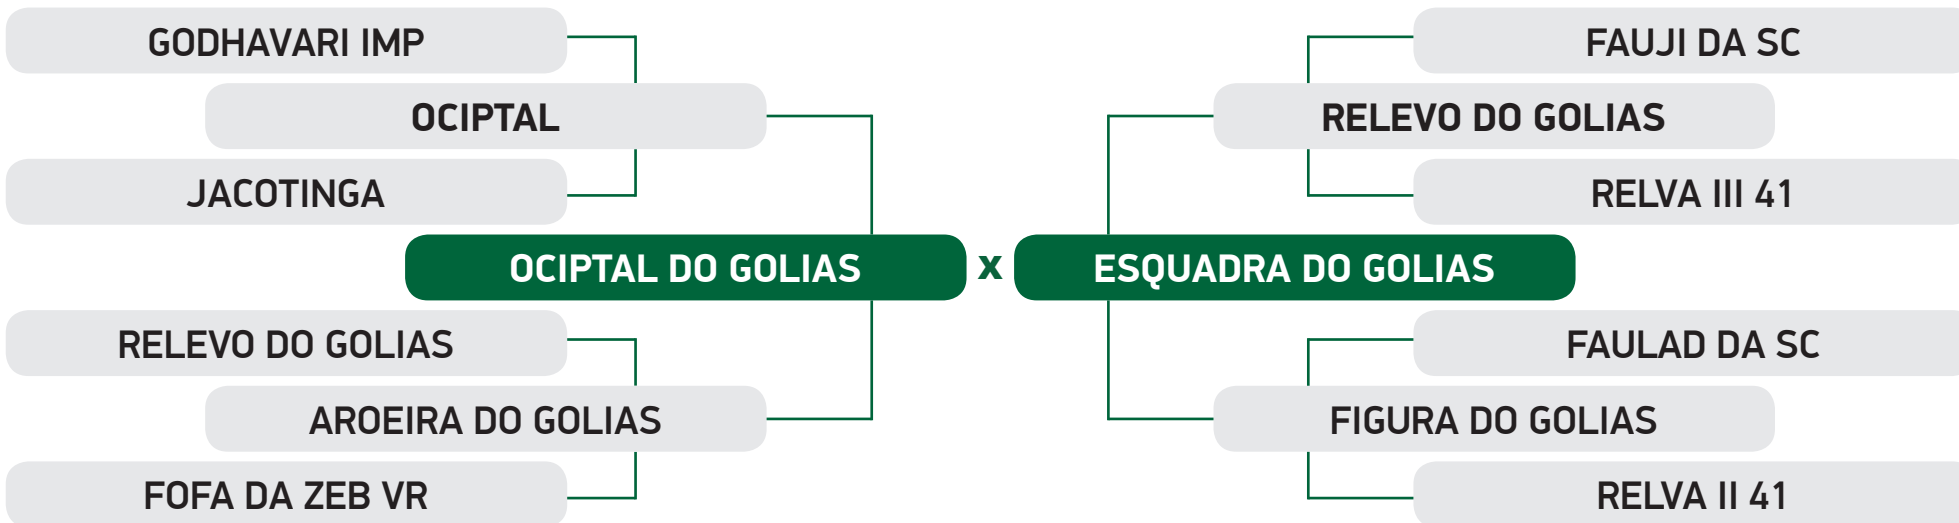 GODHAVARI IMP
FAUJI DA SC
OCIPTAL
RELEVO DO GOLIAS
JACOTINGA
RELVA III 41
OCIPTAL DO GOLIAS x ESQUADRA DO GOLIAS
RELEVO DO GOLIAS
FAULAD DA SC
AROEIRA DO GOLIAS
FIGURA DO GOLIAS
FOFA DA ZEB VR
RELVA II 41